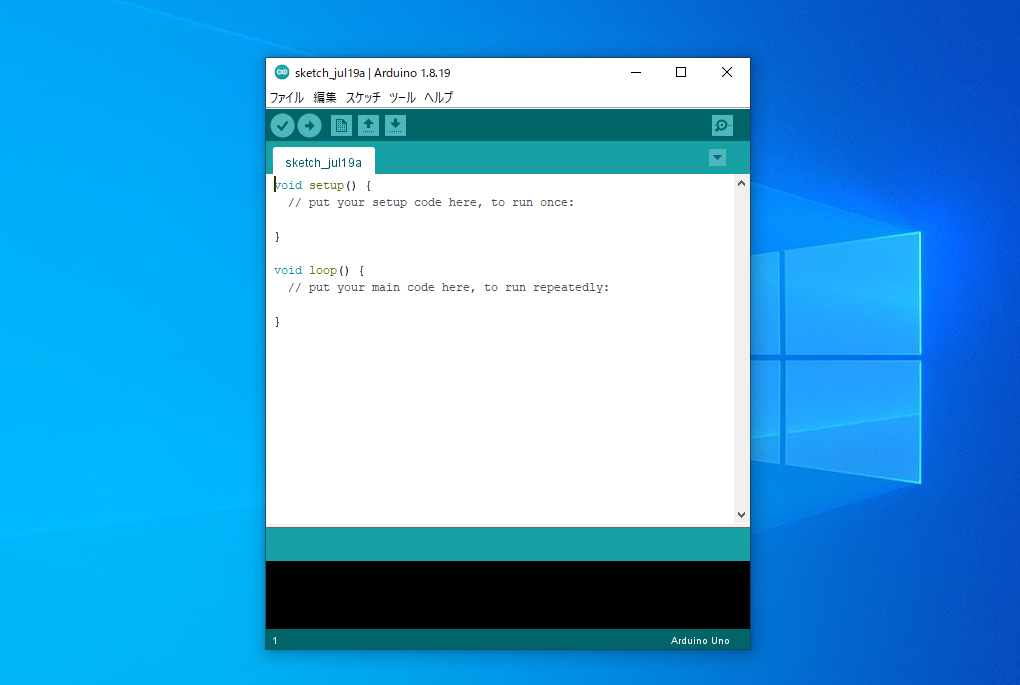 sketch_jul19a | Arduino 1.8.19
ファイル 編集 スケッチ ツール ヘルプ
sketch_jul19a
void setup() {
  // put your setup code here, to run once:
}
void loop() {
  // put your main code here, to run repeatedly:
}
1
Arduino Uno